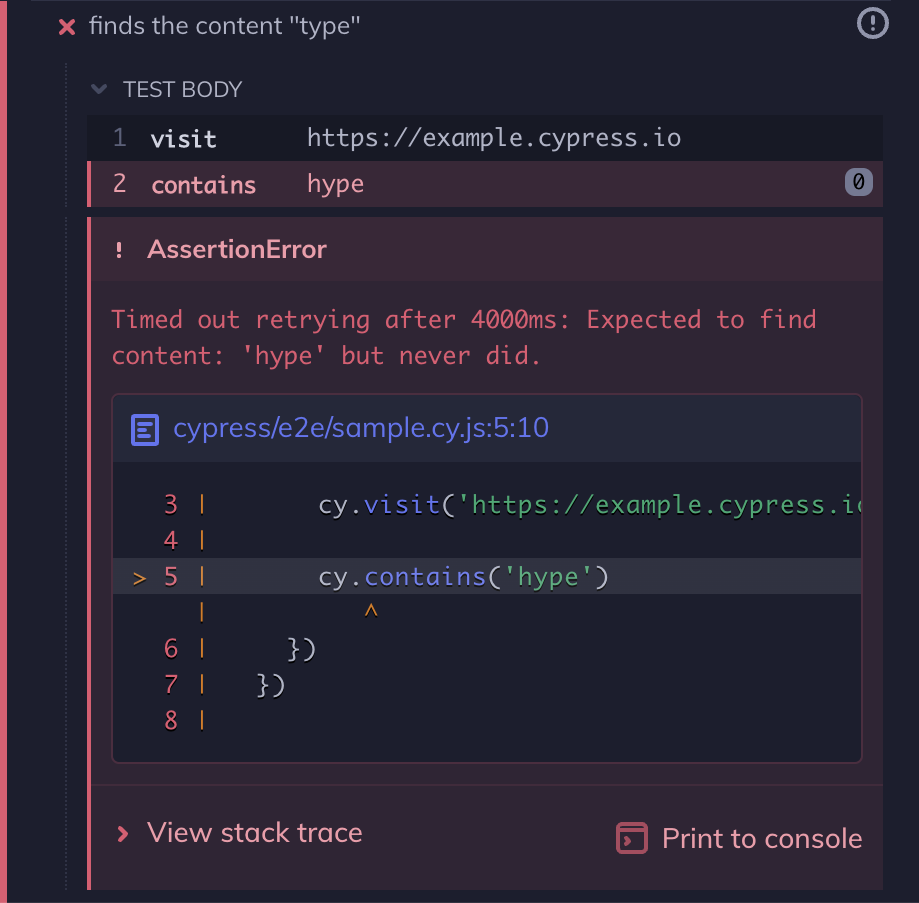 finds the content "type"
TEST BODY
1 visit https://example.cypress.io
2 contains hype 0
! AssertionError
Timed out retrying after 4000ms: Expected to find
content: 'hype' but never did.
cypress/e2e/sample.cy.js:5:10
3 | cy.visit('https://example.cypress.io
4 |
> 5 | cy.contains('hype')
| ^
6 | })
7 | })
8 |
View stack trace
Print to console